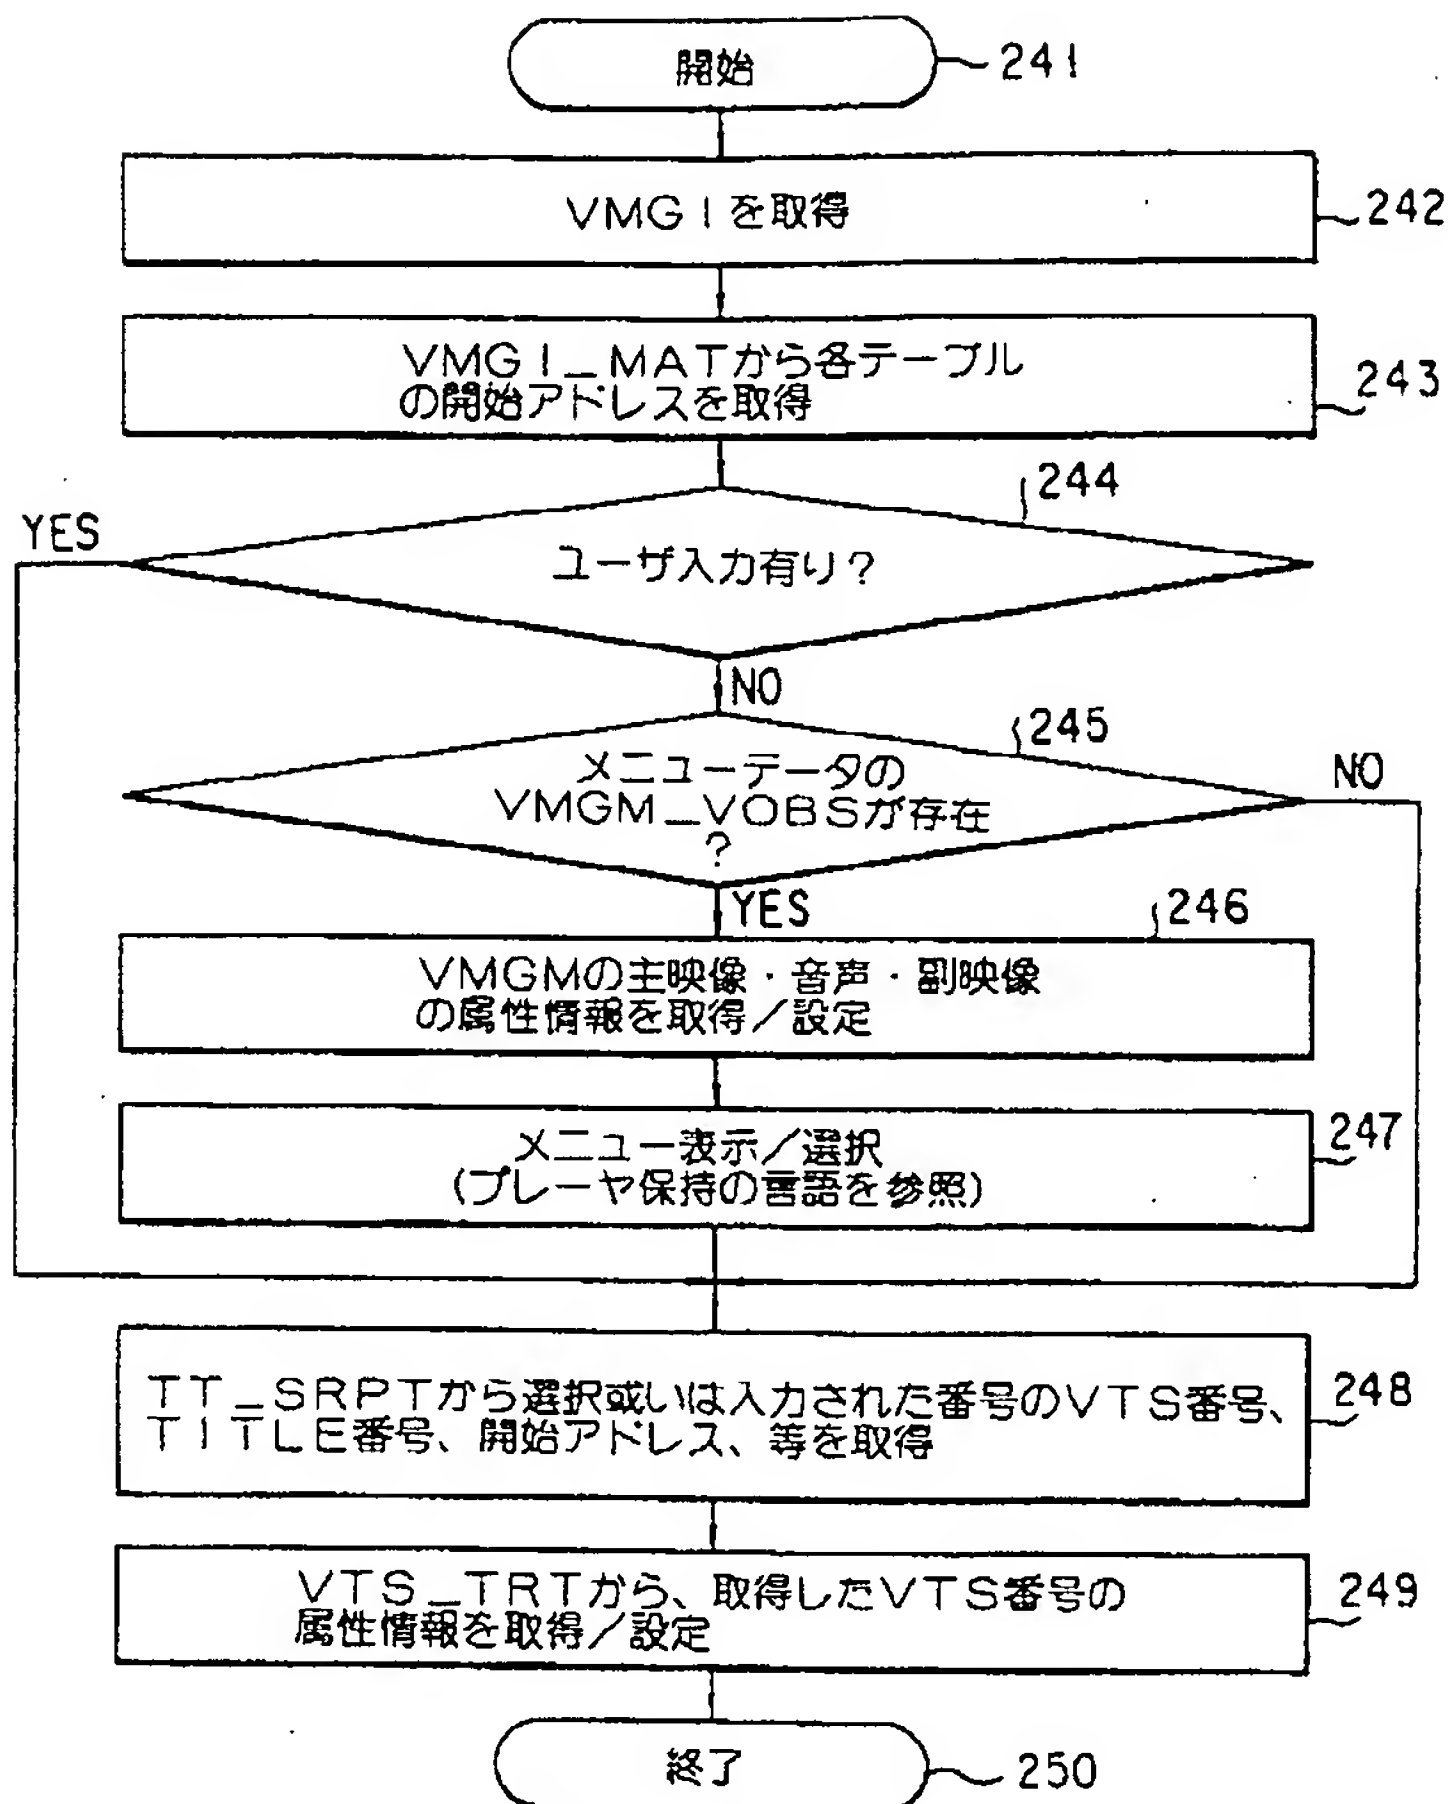 開始
241
VMGIを取得
242
VMGI_MATから各テーブル
の開始アドレスを取得
243
244
YES
ユーザ入力有り?
NO
245
メニューデータの
NO
VMGM_VOBSが存在
?
YES
246
VMGMの主映像・音声・副映像
の属性情報を取得/設定
247
メニュー表示/選択
(プレーヤ保持の言語を参照)
TT_SRPTから選択或いは入力された番号のVTS番号、
TITLE番号、開始アドレス、等を取得
248
VTS_TRTから、取得したVTS番号の
属性情報を取得/設定
249
終了
250